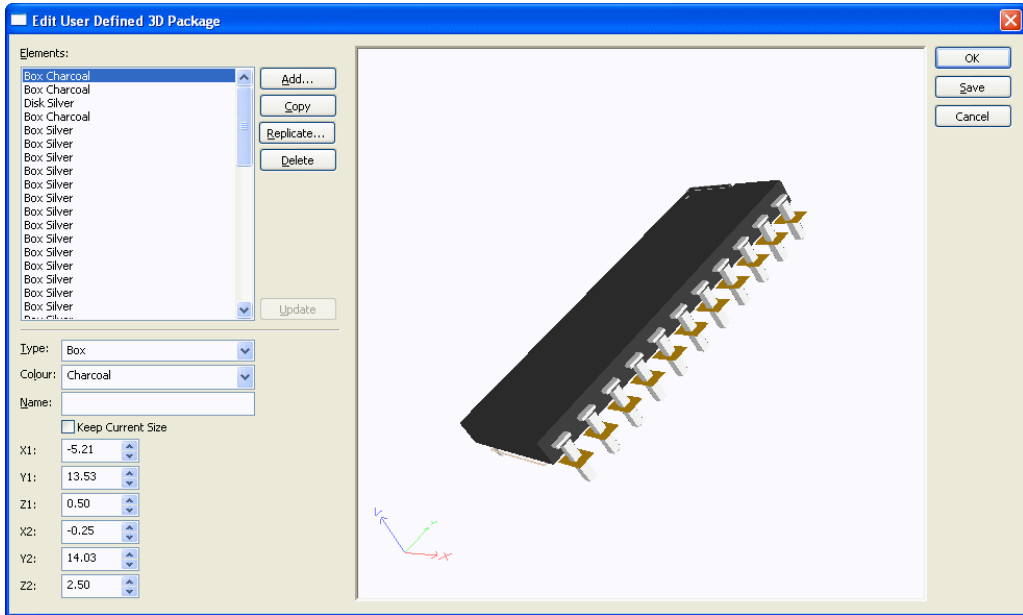 Edit User Defined 3D Package
Elements:
Box Charcoal
Box Charcoal
Disk Silver
Box Charcoal
Box Silver
Box Silver
Box Silver
Box Silver
Box Silver
Box Silver
Box Silver
Box Silver
Box Silver
Box Silver
Box Silver
Box Silver
Box Silver
Box Silver
Add...
Copy
Replicate...
Delete
Update
Type: Box
Colour: Charcoal
Name:
Keep Current Size
X1: -5.21
Y1: 13.53
Z1: 0.50
X2: -0.25
Y2: 14.03
Z2: 2.50
Y
X
OK
Save
Cancel